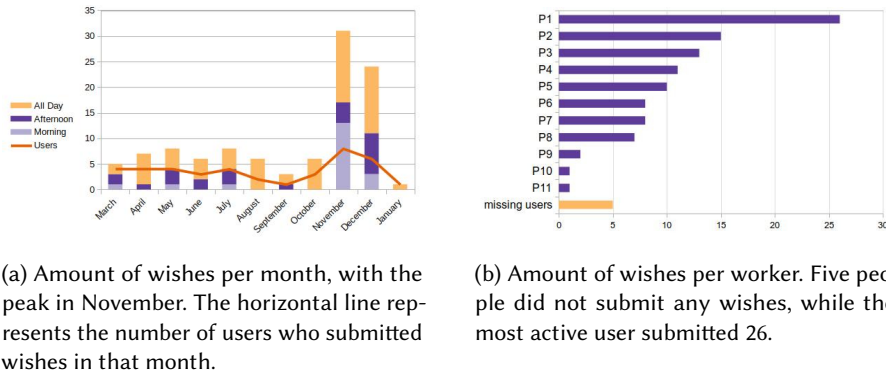 35
30
25
20
15
10
5
0
All Day
Afternoon
Morning
Users
March
April
May
June
July
August
September
October
November
December
January
(a) Amount of wishes per month, with the
peak in November. The horizontal line rep-
resents the number of users who submitted
wishes in that month.
P1
P2
P3
P4
P5
P6
P7
P8
P9
P10
P11
missing users
0 5 10 15 20 25 30
(b) Amount of wishes per worker. Five peo
ple did not submit any wishes, while the
most active user submitted 26.